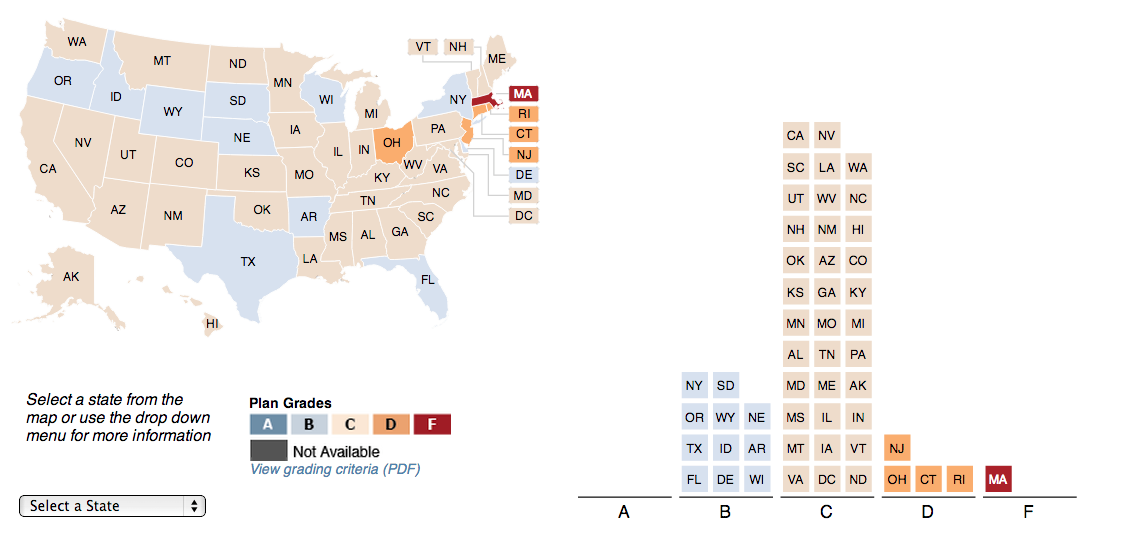 WA
MT
ND
MN
OR
ID
WY
SD
WI
MI
NY
VT NH
ME
MA
RI
CT
NJ
DE
MD
DC
NV
UT
CO
NE
IA
IL
IN
OH
PA
WV
VA
CA
AZ
NM
KS
MO
KY
NC
TN
SC
OK
AR
MS
AL
GA
TX
LA
FL
AK
HI
Select a state from the
map or use the drop down
menu for more information
Plan Grades
A B C D F
Not Available
View grading criteria (PDF)
Select a State
CA NV
SC LA WA
UT WV NC
NH NM HI
OK AZ CO
KS GA KY
MN MO MI
AL TN PA
NY SD
MD ME AK
OR WY NE
MS IL IN
TX ID AR
MT IA VT
NJ
FL DE WI
VA DC ND
OH CT RI
MA
A B C D F